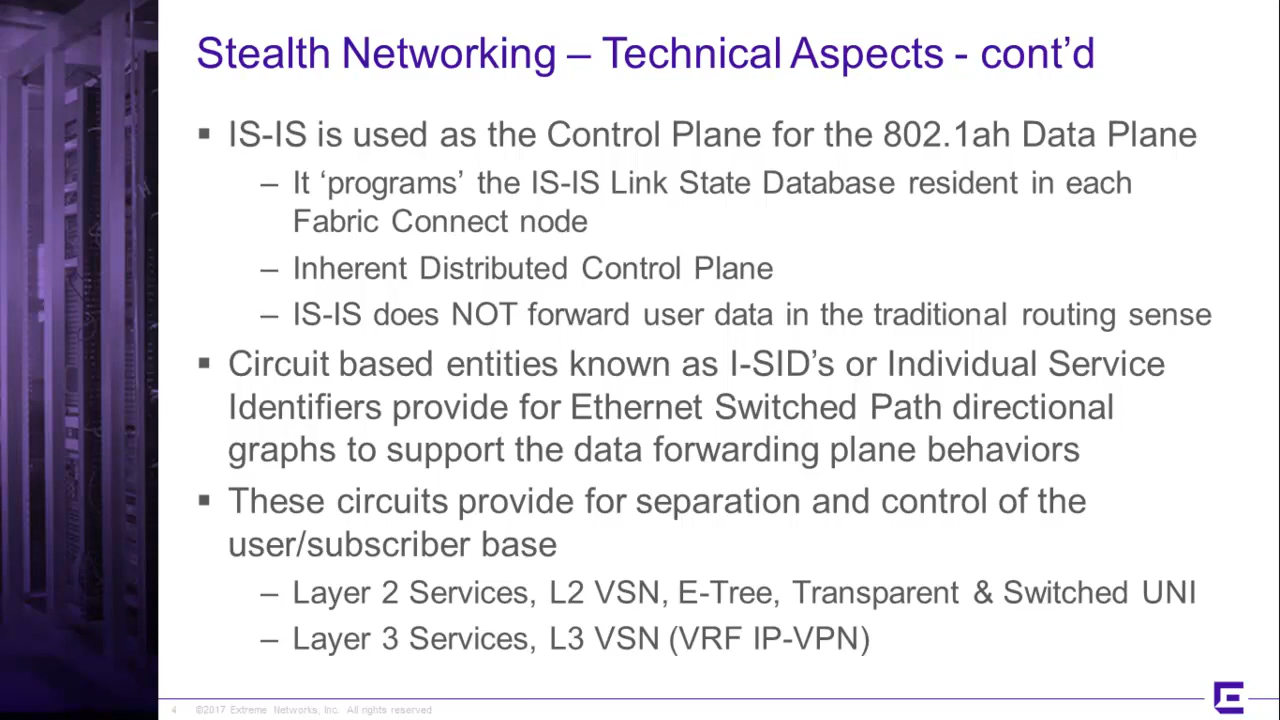 Stealth Networking – Technical Aspects - cont’d
▪ IS-IS is used as the Control Plane for the 802.1ah Data Plane
– It ‘programs’ the IS-IS Link State Database resident in each
Fabric Connect node
– Inherent Distributed Control Plane
– IS-IS does NOT forward user data in the traditional routing sense
▪ Circuit based entities known as I-SID’s or Individual Service
Identifiers provide for Ethernet Switched Path directional
graphs to support the data forwarding plane behaviors
▪ These circuits provide for separation and control of the
user/subscriber base
– Layer 2 Services, L2 VSN, E-Tree, Transparent & Switched UNI
– Layer 3 Services, L3 VSN (VRF IP-VPN)
4 ©2017 Extreme Networks, Inc. All rights reserved